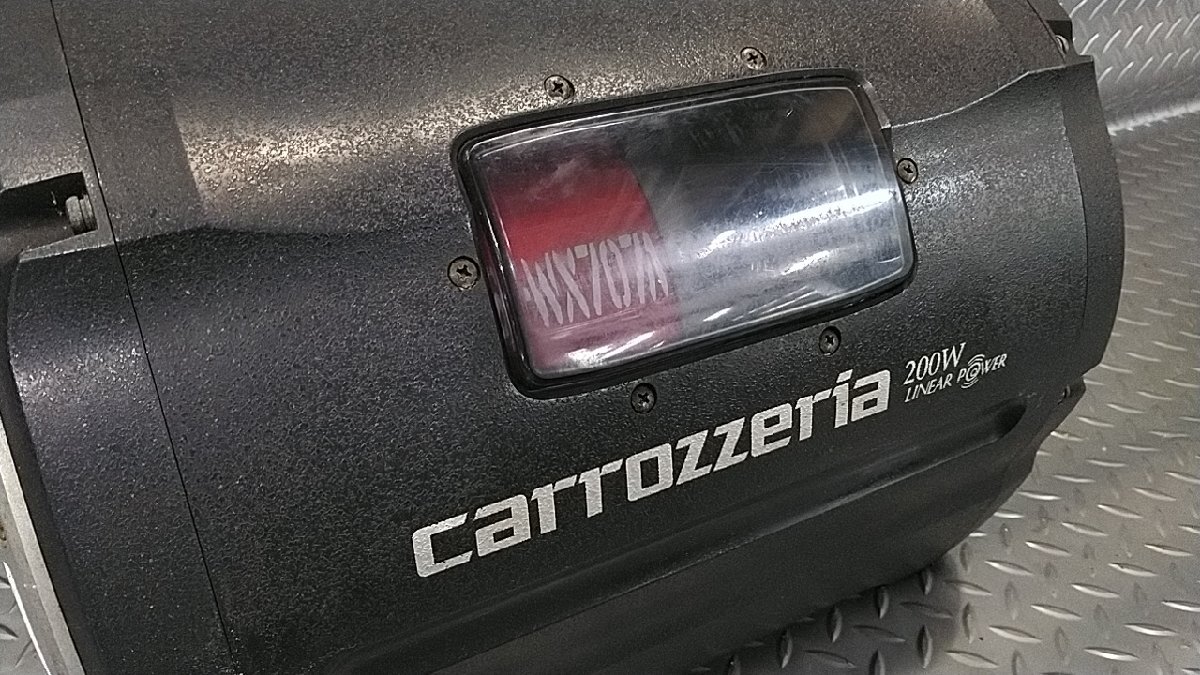 WX707A
carrozzeria
200W
LINEAR POWER